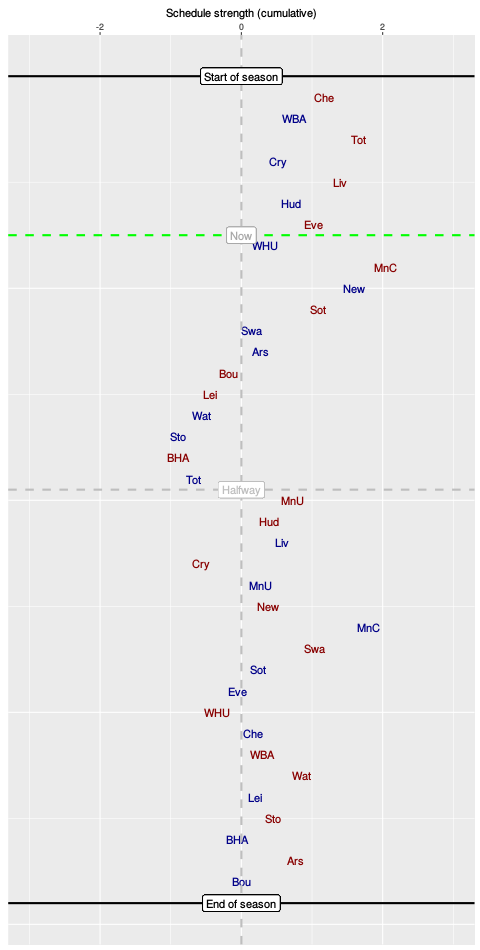 Schedule strength (cumulative)
-2 0 2
Start of season
Che
WBA
Tot
Cry
Liv
Hud
Eve
Now
WHU
MnC
New
Sot
Swa
Ars
Bou
Lei
Wat
Sto
BHA
Tot
Halfway
MnU
Hud
Liv
Cry
MnU
New
MnC
Swa
Sot
Eve
WHU
Che
WBA
Wat
Lei
Sto
BHA
Ars
Bou
End of season